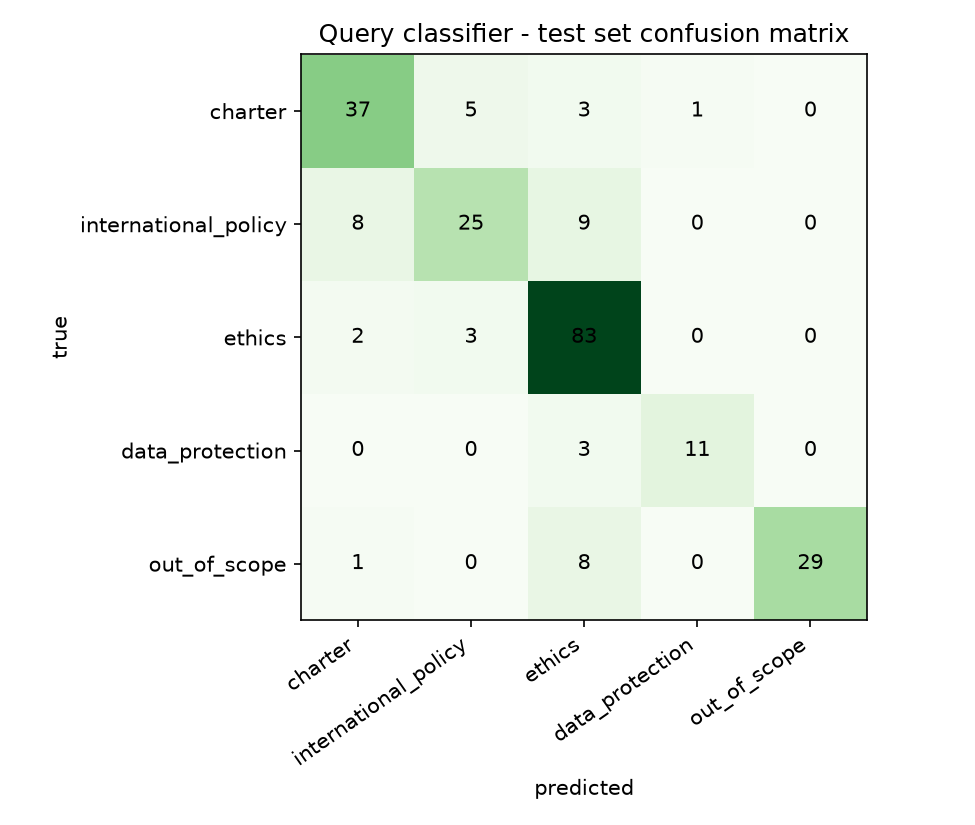 Query classifier - test set confusion matrix
charter 37 5 3 1 0
international_policy 8 25 9 0 0
ethics 2 3 83 0 0
data_protection 0 0 3 11 0
out_of_scope 1 0 8 0 29
true
charter international_policy ethics data_protection out_of_scope
predicted